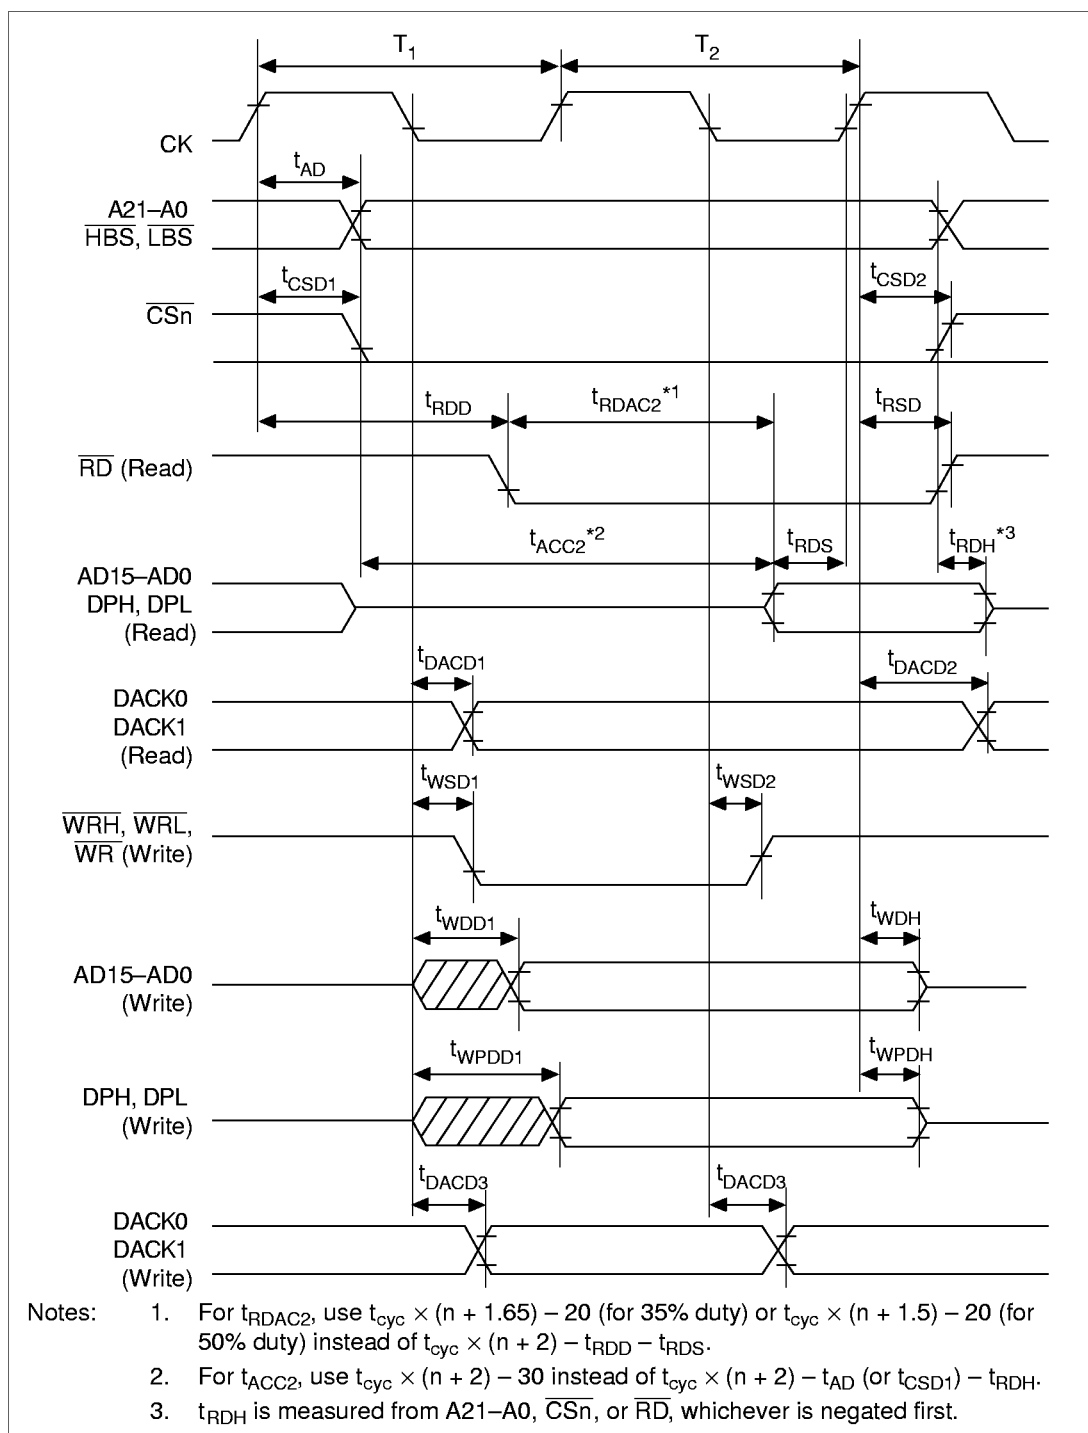 T1 T2
CK
tAD
A21–A0
HBS, LBS
tCSD1 tCSD2
CSn
tRDD tRDAC2*1 tRSD
RD (Read)
tACC2*2 tRDS tRDH*3
AD15–AD0
DPH, DPL
(Read)
tDACD1 tDACD2
DACK0
DACK1
(Read)
tWSD1 tWSD2
WRH, WRL,
WR (Write)
tWDD1 tWDH
AD15–AD0
(Write)
tWPDD1 tWPDH
DPH, DPL
(Write)
tDACD3 tDACD3
DACK0
DACK1
(Write)
Notes: 1. For tRDAC2, use tcyc × (n + 1.65) – 20 (for 35% duty) or tcyc × (n + 1.5) – 20 (for
50% duty) instead of tcyc × (n + 2) – tRDD – tRDS.
2. For tACC2, use tcyc × (n + 2) – 30 instead of tcyc × (n + 2) – tAD (or tCSD1) – tRDH.
3. tRDH is measured from A21–A0, CSn, or RD, whichever is negated first.